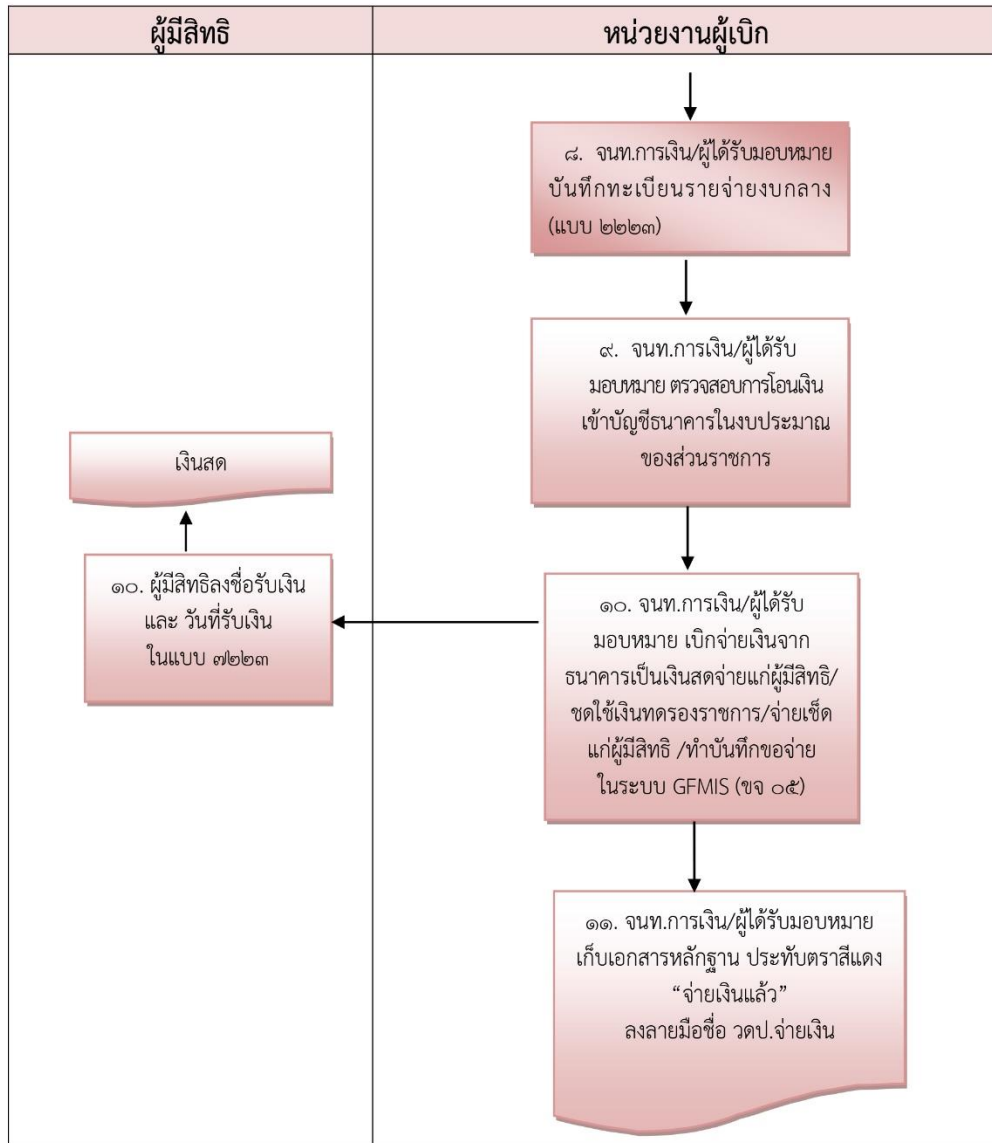 ผู้มีสิทธิ
หน่วยงานผู้เบิก
๘. จนท.การเงิน/ผู้ได้รับมอบหมาย
บันทึกทะเบียนรายจ่ายงบกลาง
(แบบ ๒๒๒๓)
๙. จนท.การเงิน/ผู้ได้รับ
มอบหมาย ตรวจสอบการโอนเงิน
เข้าบัญชีธนาคารในงบประมาณ
ของส่วนราชการ
เงินสด
๑๐. ผู้มีสิทธิลงชื่อรับเงิน
และ วันที่รับเงิน
ในแบบ ๗๒๒๓
๑๐. จนท.การเงิน/ผู้ได้รับ
มอบหมาย เบิกจ่ายเงินจาก
ธนาคารเป็นเงินสดจ่ายแก่ผู้มีสิทธิ/
ชดใช้เงินทดรองราชการ/จ่ายเช็ค
แก่ผู้มีสิทธิ /ทำบันทึกขอจ่าย
ในระบบ GFMIS (ขจ ๐๕)
๑๑. จนท.การเงิน/ผู้ได้รับมอบหมาย
เก็บเอกสารหลักฐาน ประทับตราสีแดง
“จ่ายเงินแล้ว”
ลงลายมือชื่อ วดป.จ่ายเงิน